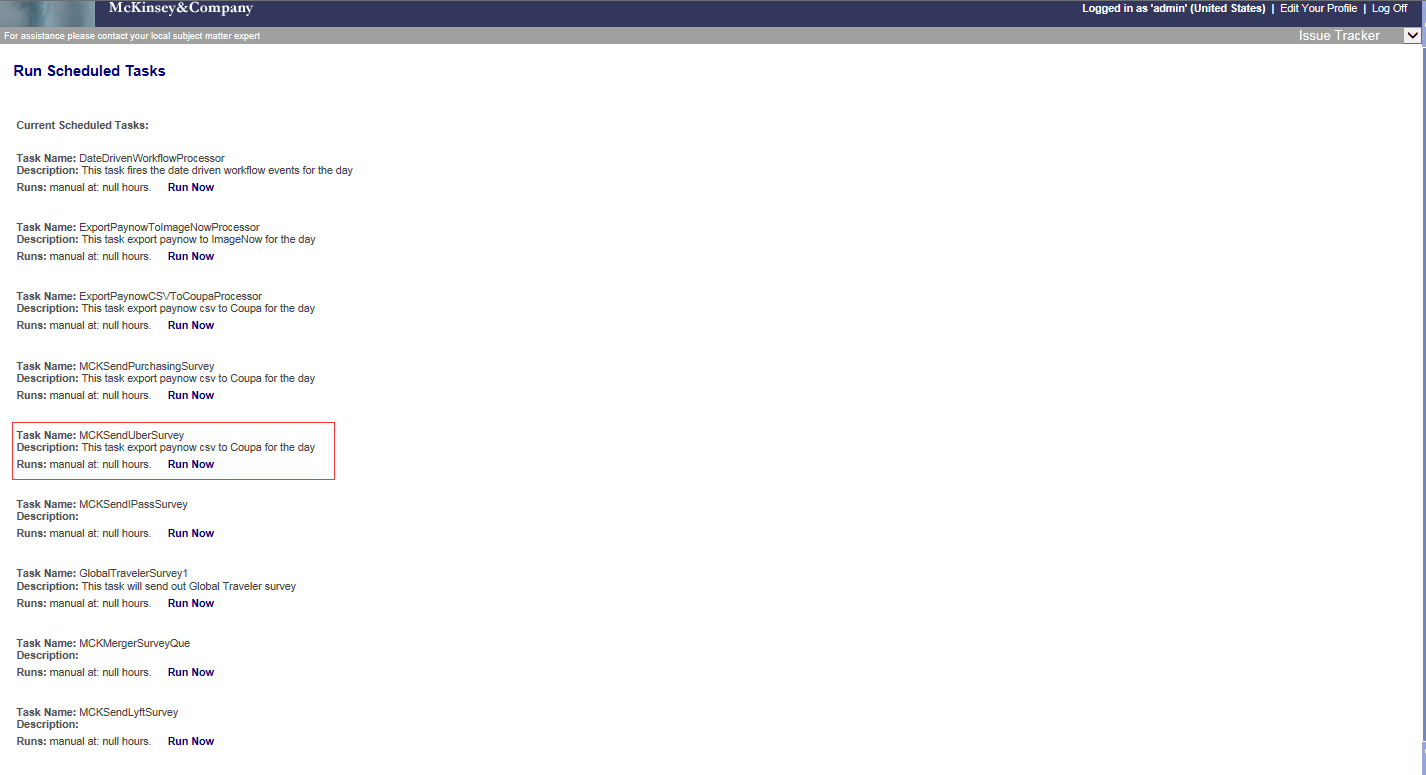 McKinsey&Company
Logged in as 'admin' (United States) | Edit Your Profile | Log Off
For assistance please contact your local subject matter expert
Issue Tracker
Run Scheduled Tasks
Current Scheduled Tasks:
Task Name: DateDrivenWorkflowProcessor
Description: This task fires the date driven workflow events for the day
Runs: manual at: null hours. Run Now
Task Name: ExportPaynowToImageNowProcessor
Description: This task export paynow to ImageNow for the day
Runs: manual at: null hours. Run Now
Task Name: ExportPaynowCSVToCoupaProcessor
Description: This task export paynow csv to Coupa for the day
Runs: manual at: null hours. Run Now
Task Name: MCKSendPurchasingSurvey
Description: This task export paynow csv to Coupa for the day
Runs: manual at: null hours. Run Now
Task Name: MCKSendUberSurvey
Description: This task export paynow csv to Coupa for the day
Runs: manual at: null hours. Run Now
Task Name: MCKSendIPassSurvey
Description:
Runs: manual at: null hours. Run Now
Task Name: GlobalTravelerSurvey1
Description: This task will send out Global Traveler survey
Runs: manual at: null hours. Run Now
Task Name: MCKMergerSurveyQue
Description:
Runs: manual at: null hours. Run Now
Task Name: MCKSendLyftSurvey
Description:
Runs: manual at: null hours. Run Now